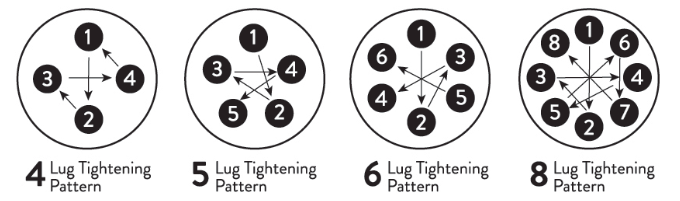 1
3 4
2
4 Lug Tightening
Pattern
1
3 4
5 2
5 Lug Tightening
Pattern
1
6 3
4 5
2
6 Lug Tightening
Pattern
1
8 6
3 4
5 7
2
8 Lug Tightening
Pattern